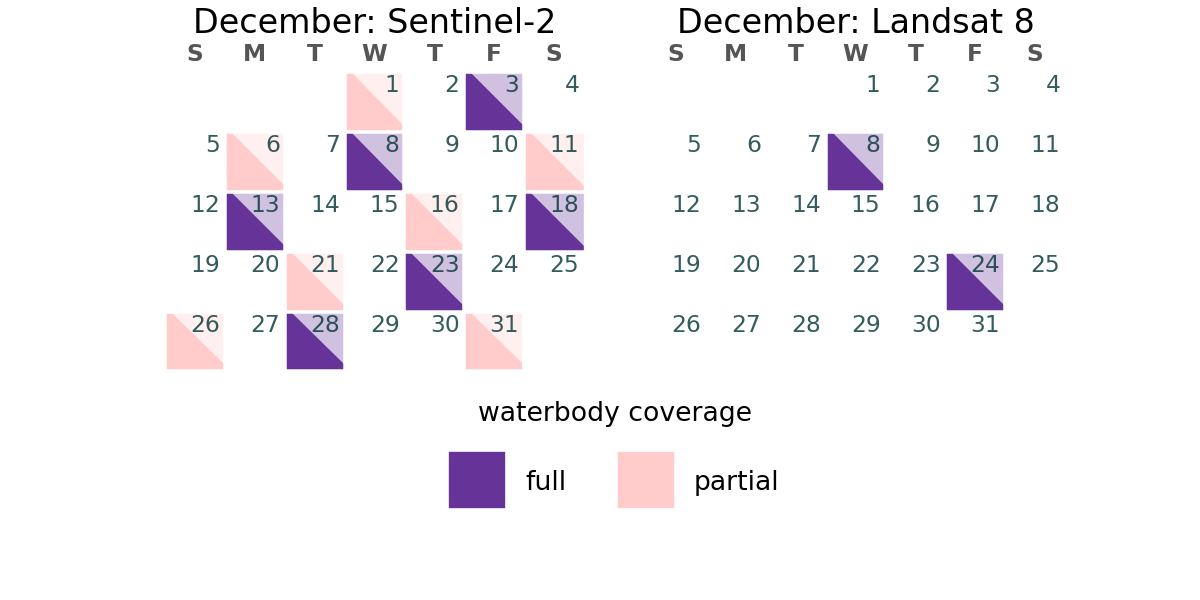 December: Sentinel-2
S M T W T F S
1 2 3 4
5 6 7 8 9 10 11
12 13 14 15 16 17 18
19 20 21 22 23 24 25
26 27 28 29 30 31
December: Landsat 8
S M T W T F S
1 2 3 4
5 6 7 8 9 10 11
12 13 14 15 16 17 18
19 20 21 22 23 24 25
26 27 28 29 30 31
waterbody coverage
full
partial